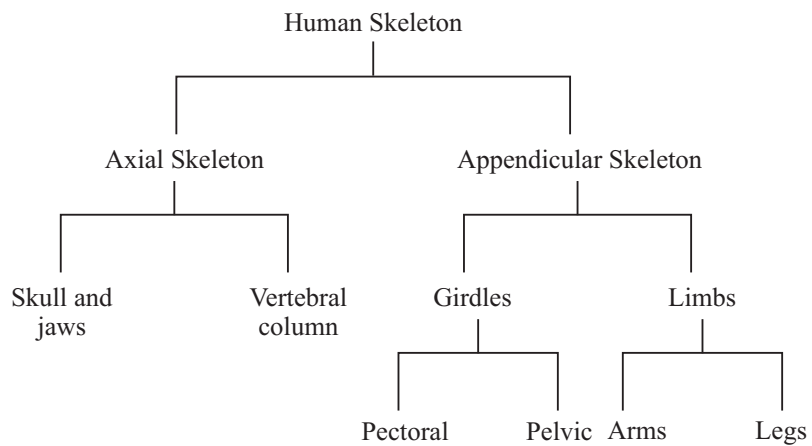 Human Skeleton
Axial Skeleton
Appendicular Skeleton
Skull and
jaws
Vertebral
column
Girdles
Limbs
Pectoral
Pelvic
Arms
Legs